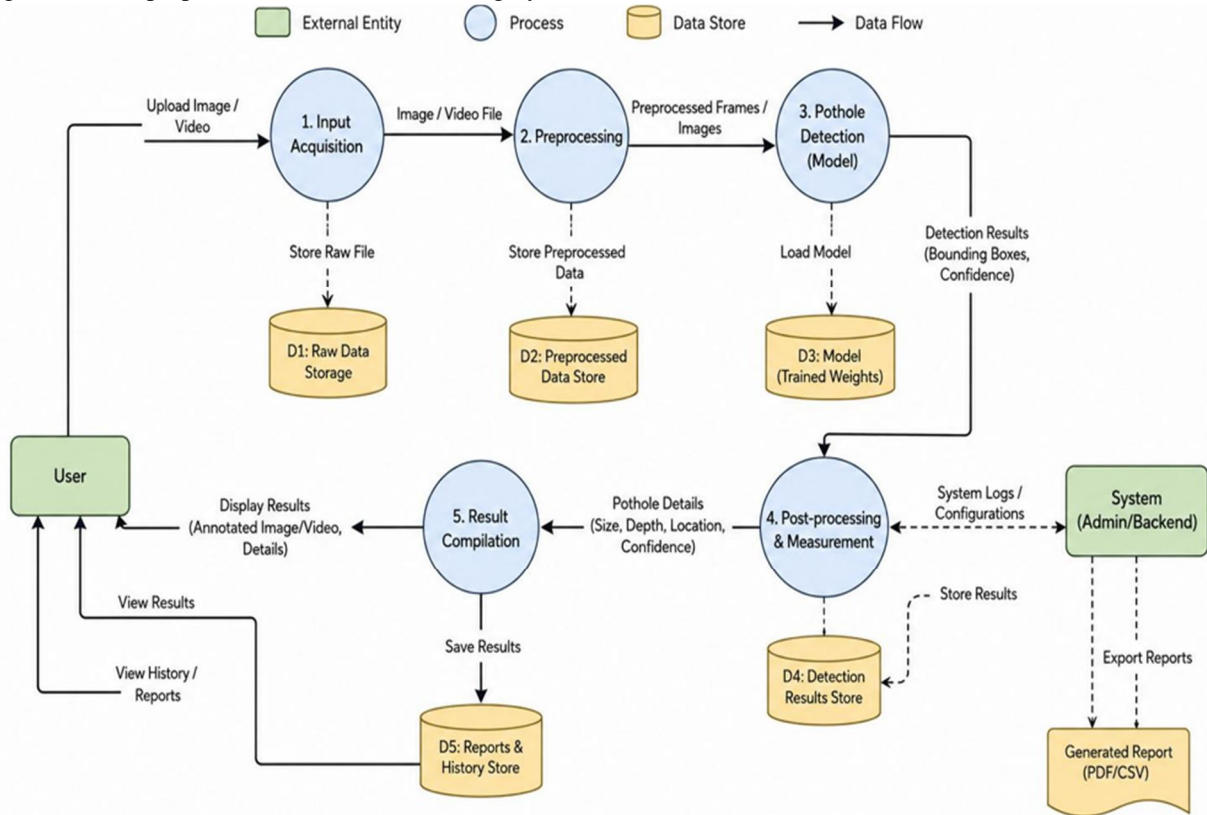 External Entity
Process
Data Store
Data Flow
Upload Image /
Video
1. Input
Acquisition
Image / Video File
2. Preprocessing
Preprocessed Frames /
Images
3. Pothole
Detection
(Model)
Store Raw File
Store Preprocessed
Data
Load Model
Detection Results
(Bounding Boxes,
Confidence)
D1: Raw Data
Storage
D2: Preprocessed
Data Store
D3: Model
(Trained Weights)
User
Display Results
(Annotated Image/Video,
Details)
5. Result
Compilation
Pothole Details
(Size, Depth, Location,
Confidence)
4. Post-processing
& Measurement
System Logs /
Configurations
System
(Admin/Backend)
View Results
Save Results
Store Results
View History /
Reports
D4: Detection
Results Store
Export Reports
D5: Reports &
History Store
Generated Report
(PDF/CSV)